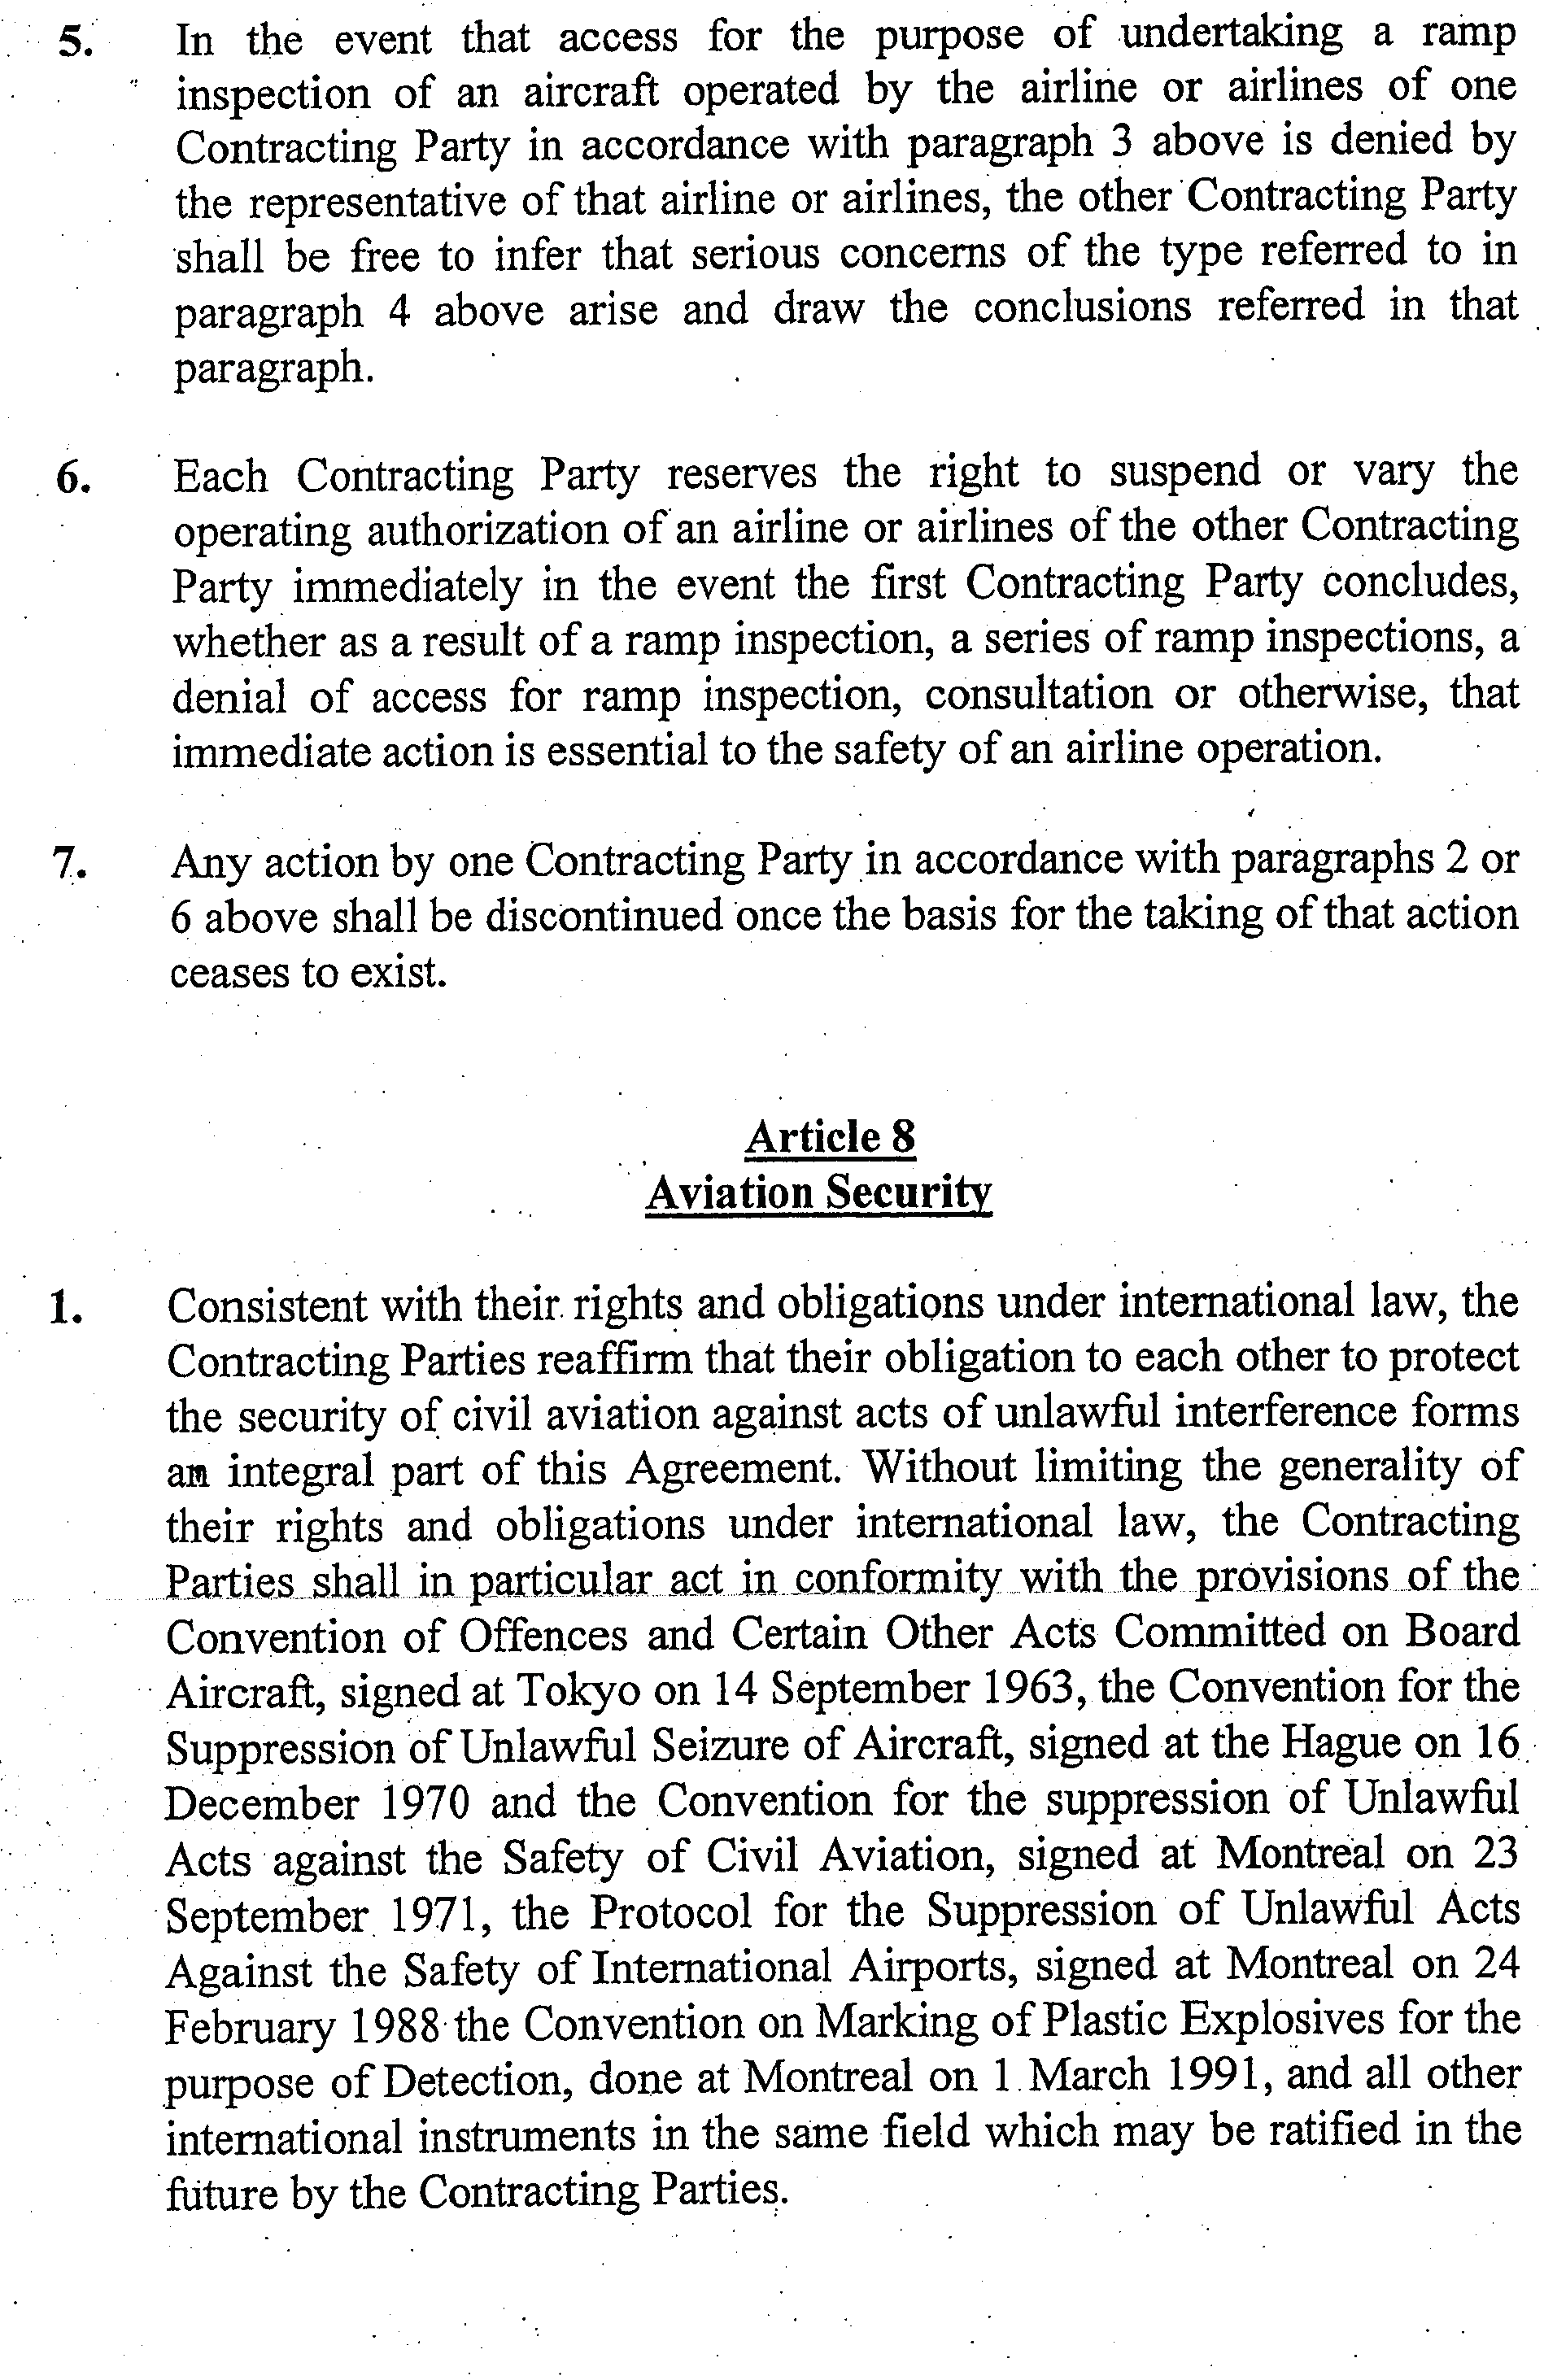 5. In the event that access for the purpose of undertaking a ramp
inspection of an aircraft operated by the airline or airlines of one
Contracting Party in accordance with paragraph 3 above is denied by
the representative of that airline or airlines, the other Contracting Party
shall be free to infer that serious concerns of the type referred to in
paragraph 4 above arise and draw the conclusions referred in that
paragraph.
6. Each Contracting Party reserves the right to suspend or vary the
operating authorization of an airline or airlines of the other Contracting
Party immediately in the event the first Contracting Party concludes,
whether as a result of a ramp inspection, a series of ramp inspections, a
denial of access for ramp inspection, consultation or otherwise, that
immediate action is essential to the safety of an airline operation.
7. Any action by one Contracting Party in accordance with paragraphs 2 or
6 above shall be discontinued once the basis for the taking of that action
ceases to exist.
Article 8
Aviation Security
1. Consistent with their rights and obligations under international law, the
Contracting Parties reaffirm that their obligation to each other to protect
the security of civil aviation against acts of unlawful interference forms
an integral part of this Agreement. Without limiting the generality of
their rights and obligations under international law, the Contracting
Parties shall in particular act in conformity with the provisions of the
Convention of Offences and Certain Other Acts Committed on Board
Aircraft, signed at Tokyo on 14 September 1963, the Convention for the
Suppression of Unlawful Seizure of Aircraft, signed at the Hague on 16
December 1970 and the Convention for the suppression of Unlawful
Acts against the Safety of Civil Aviation, signed at Montreal on 23
September 1971, the Protocol for the Suppression of Unlawful Acts
Against the Safety of International Airports, signed at Montreal on 24
February 1988 the Convention on Marking of Plastic Explosives for the
purpose of Detection, done at Montreal on 1 March 1991, and all other
international instruments in the same field which may be ratified in the
future by the Contracting Parties.